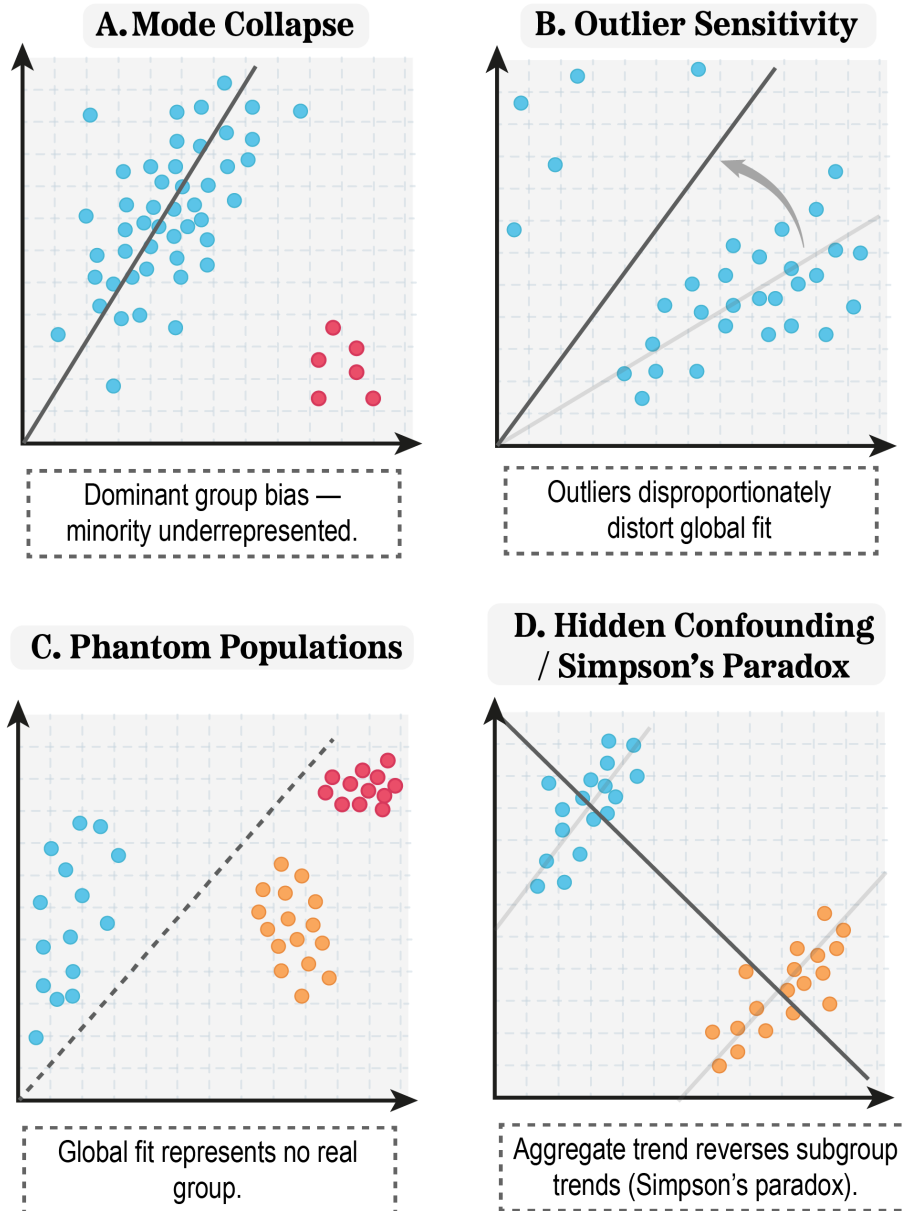 A. Mode Collapse
Dominant group bias —
minority underrepresented.
B. Outlier Sensitivity
Outliers disproportionately
distort global fit
C. Phantom Populations
Global fit represents no real
group.
D. Hidden Confounding
/ Simpson's Paradox
Aggregate trend reverses subgroup
trends (Simpson's paradox).